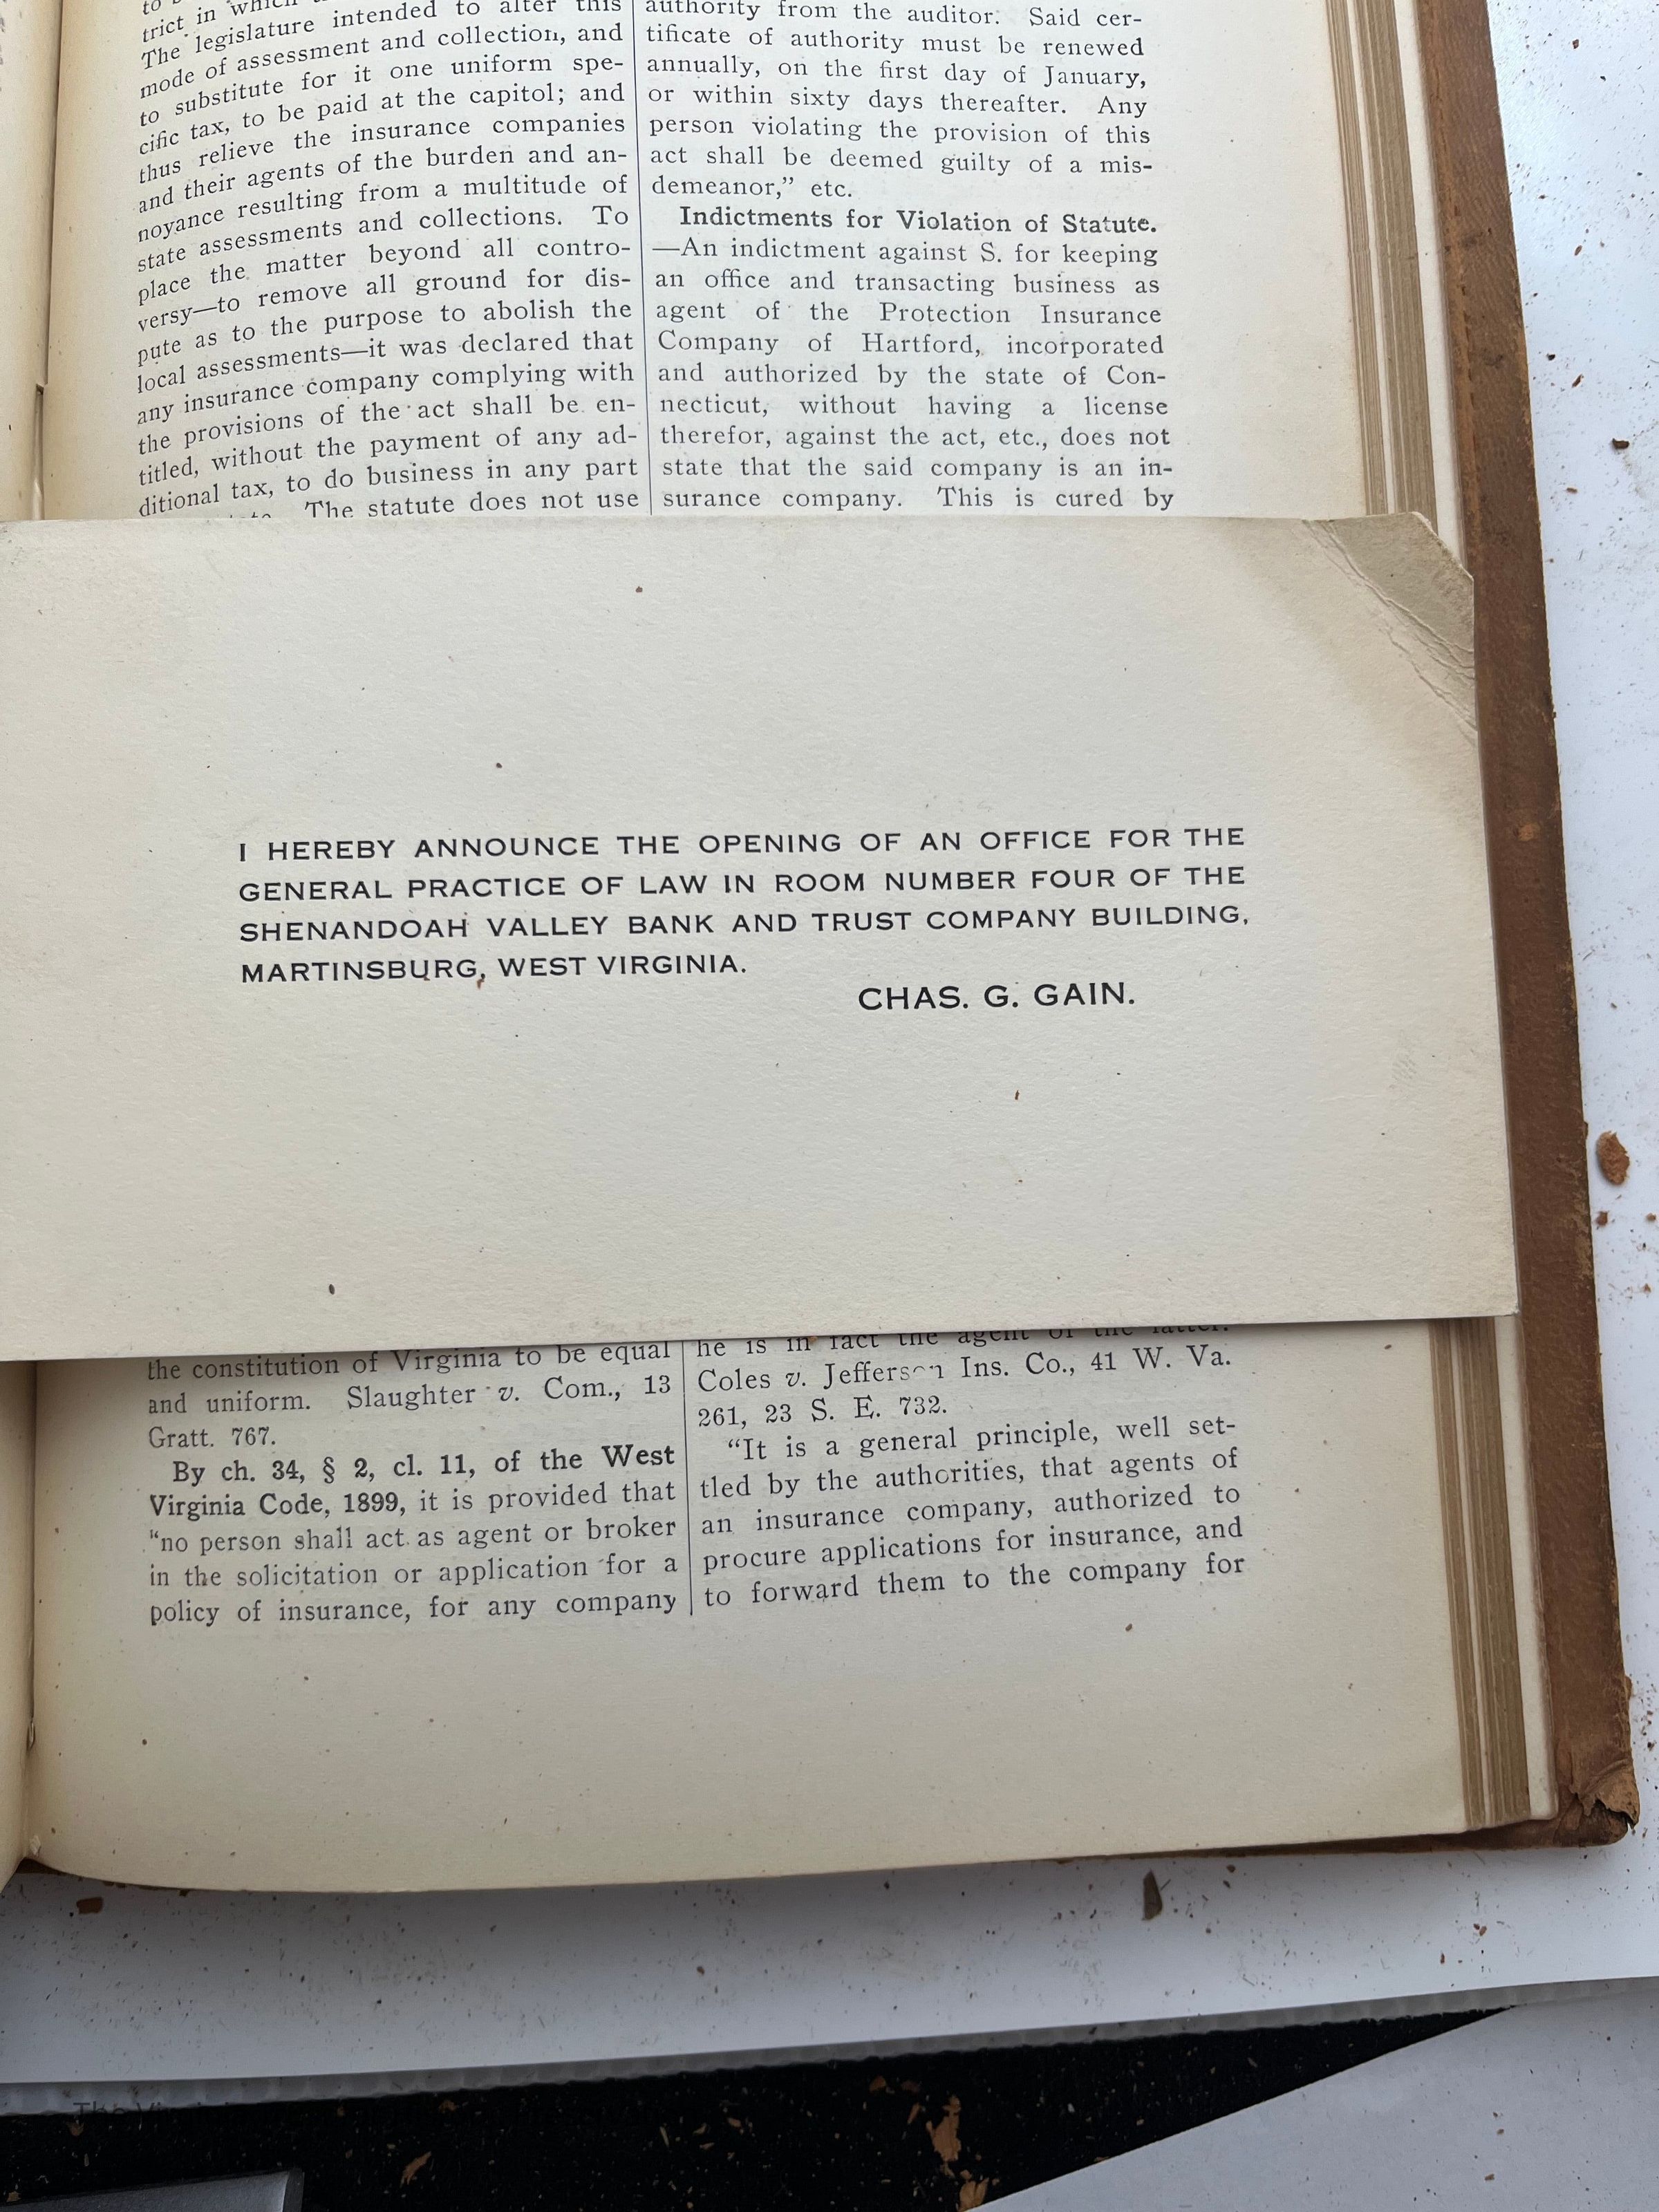 trict in which
The legislature intended to alter this
mode of assessment and collection, and
to substitute for it one uniform spe-
cific tax, to be paid at the capitol; and
thus relieve the insurance companies
and their agents of the burden and an-
noyance resulting from a multitude of
state assessments and collections. To
place the matter beyond all contro-
versy—to remove all ground for dis-
pute as to the purpose to abolish the
local assessments—it was declared that
any insurance company complying with
the provisions of the act shall be en-
titled, without the payment of any ad-
ditional tax, to do business in any part
The statute does not use
authority from the auditor. Said cer-
tificate of authority must be renewed
annually, on the first day of January,
or within sixty days thereafter. Any
person violating the provision of this
act shall be deemed guilty of a mis-
demeanor,” etc.
Indictments for Violation of Statute.
—An indictment against S. for keeping
an office and transacting business as
agent of the Protection Insurance
Company of Hartford, incorporated
and authorized by the state of Con-
necticut, without having a license
therefor, against the act, etc., does not
state that the said company is an in-
surance company. This is cured by
I HEREBY ANNOUNCE THE OPENING OF AN OFFICE FOR THE
GENERAL PRACTICE OF LAW IN ROOM NUMBER FOUR OF THE
SHENANDOAH VALLEY BANK AND TRUST COMPANY BUILDING,
MARTINSBURG, WEST VIRGINIA.
CHAS. G. GAIN.
the constitution of Virginia to be equal
and uniform. Slaughter v. Com., 13
Gratt. 767.
By ch. 34, § 2, cl. 11, of the West
Virginia Code, 1899, it is provided that
“no person shall act as agent or broker
in the solicitation or application for a
policy of insurance, for any company
he is in fact the agent of the latter.
Coles v. Jefferson Ins. Co., 41 W. Va.
261, 23 S. E. 732.
“It is a general principle, well set-
tled by the authorities, that agents of
an insurance company, authorized to
procure applications for insurance, and
to forward them to the company for